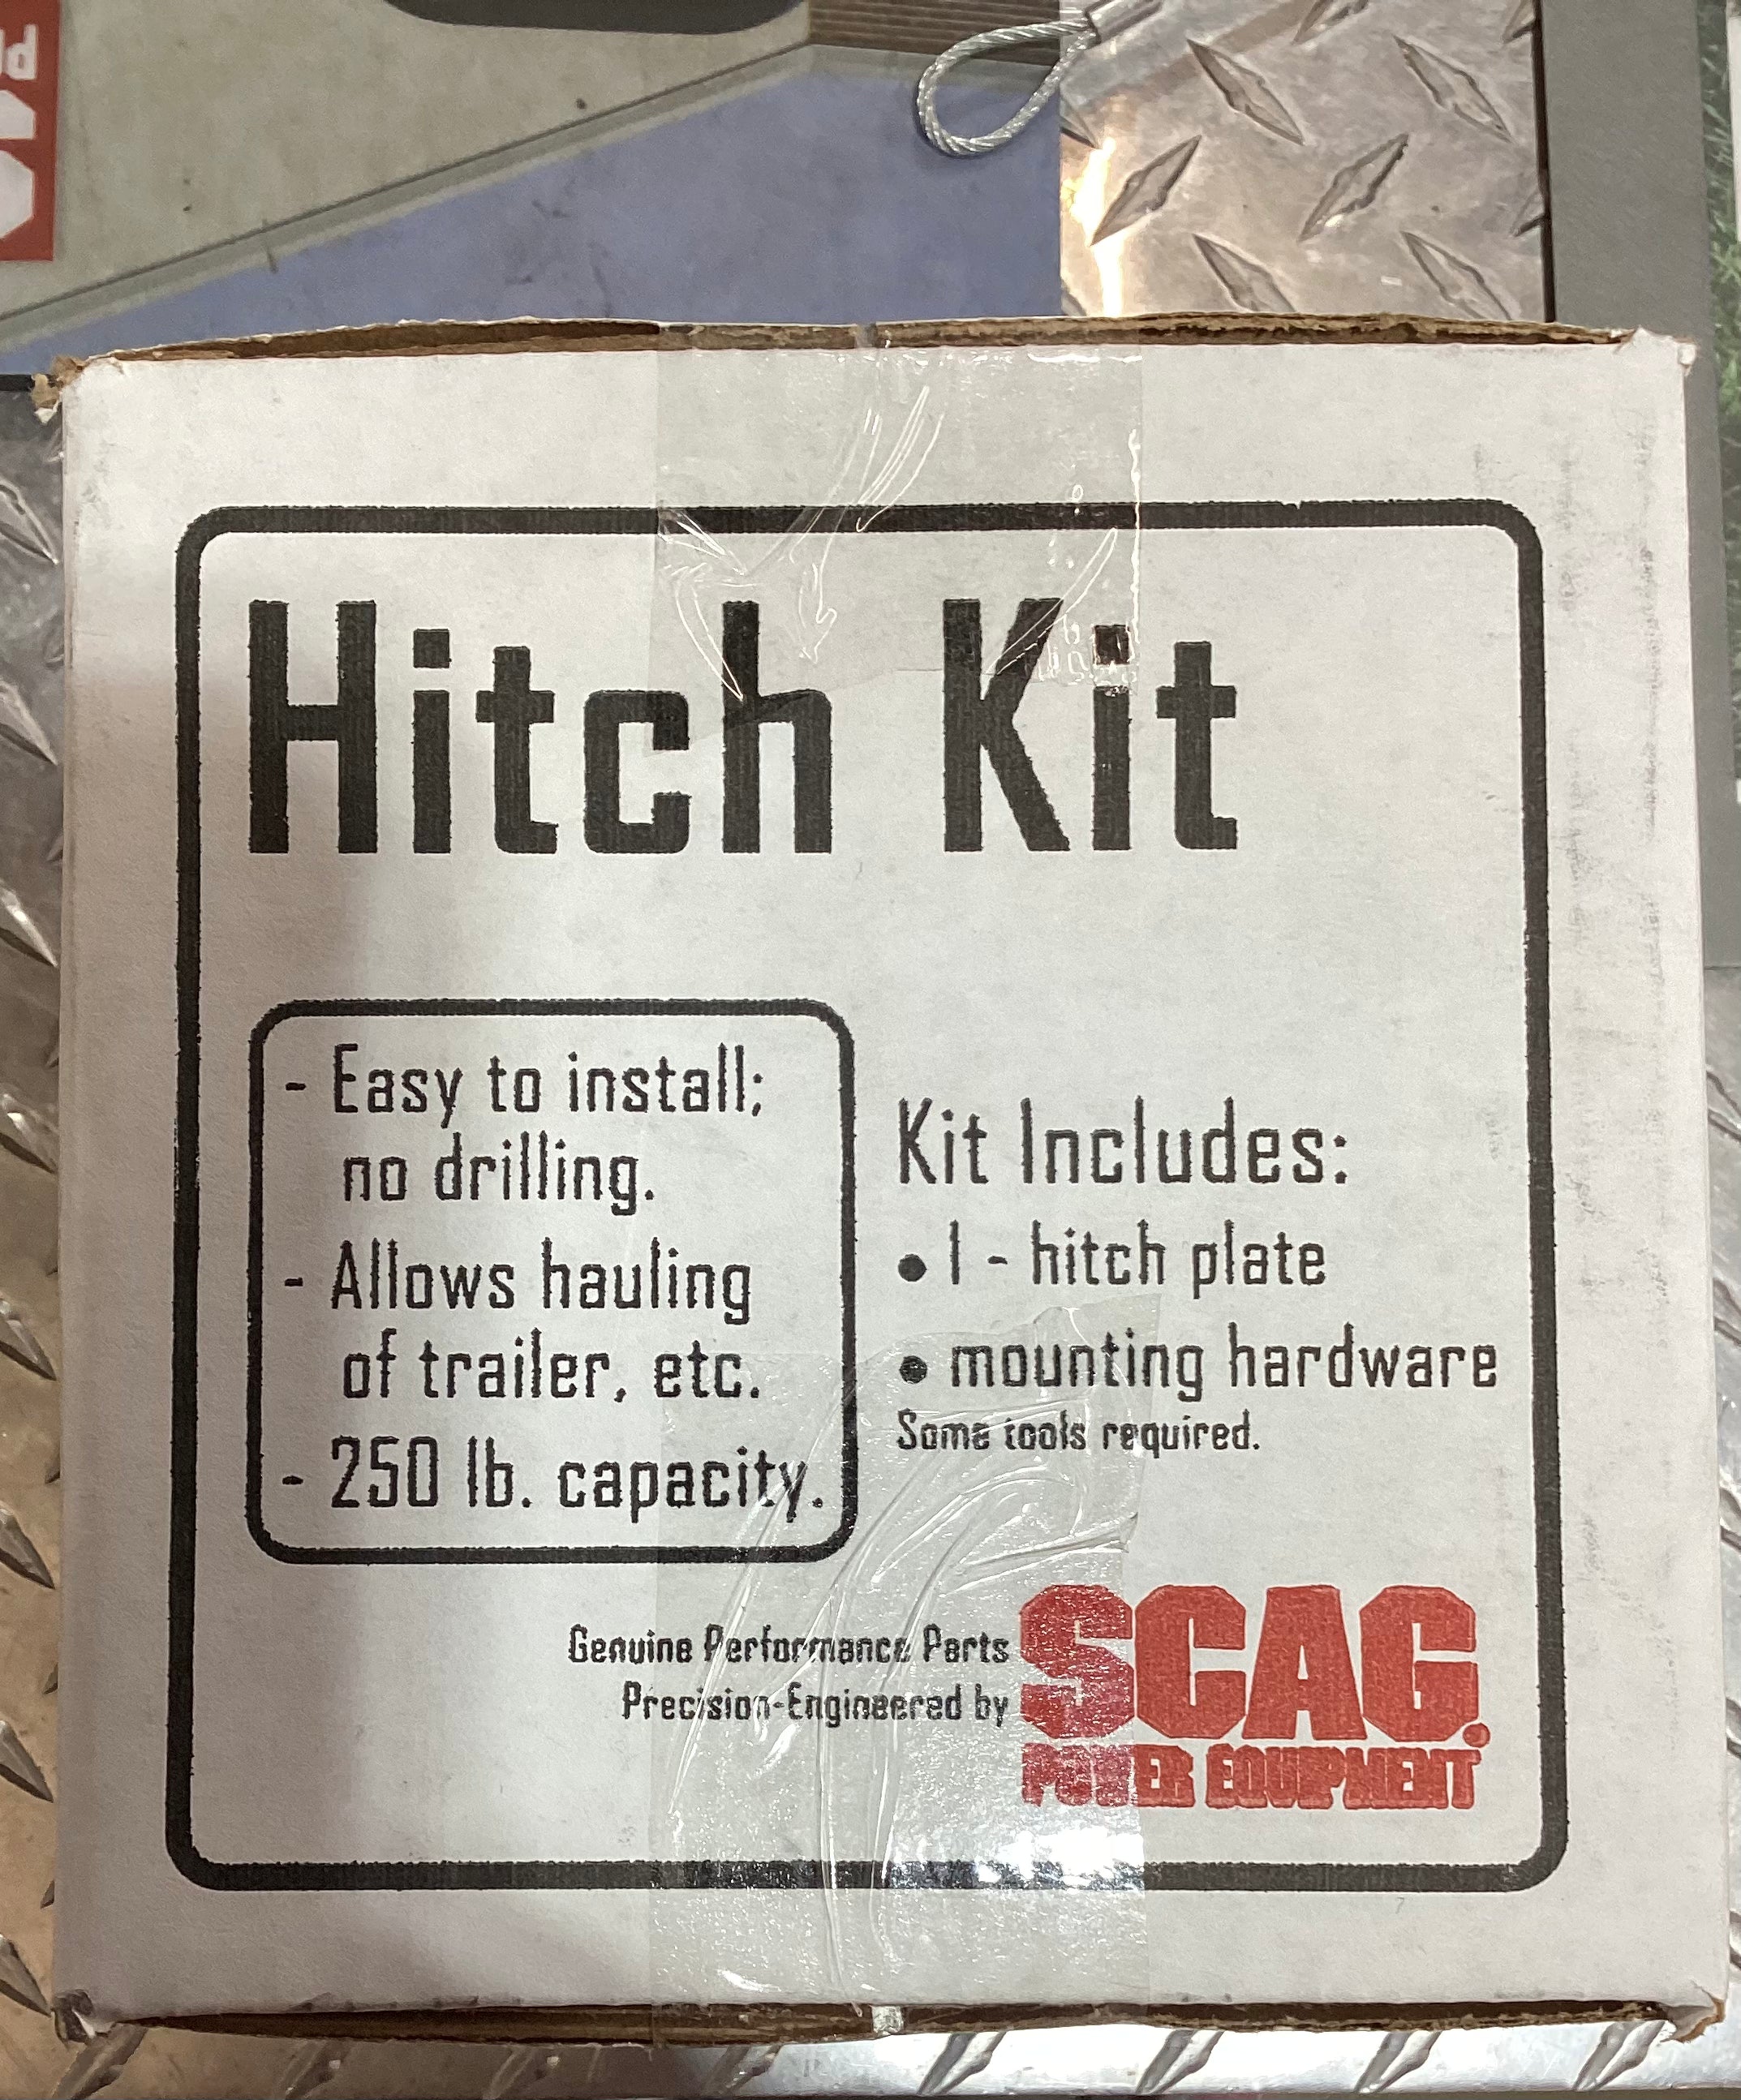 Hitch Kit
- Easy to install;
no drilling.
- Allows hauling
of trailer, etc.
- 250 lb. capacity.
Kit Includes:
• 1 - hitch plate
• mounting hardware
Some tools required.
Genuine Performance Parts
Precision-Engineered by
SCAG.
POWER EQUIPMENT